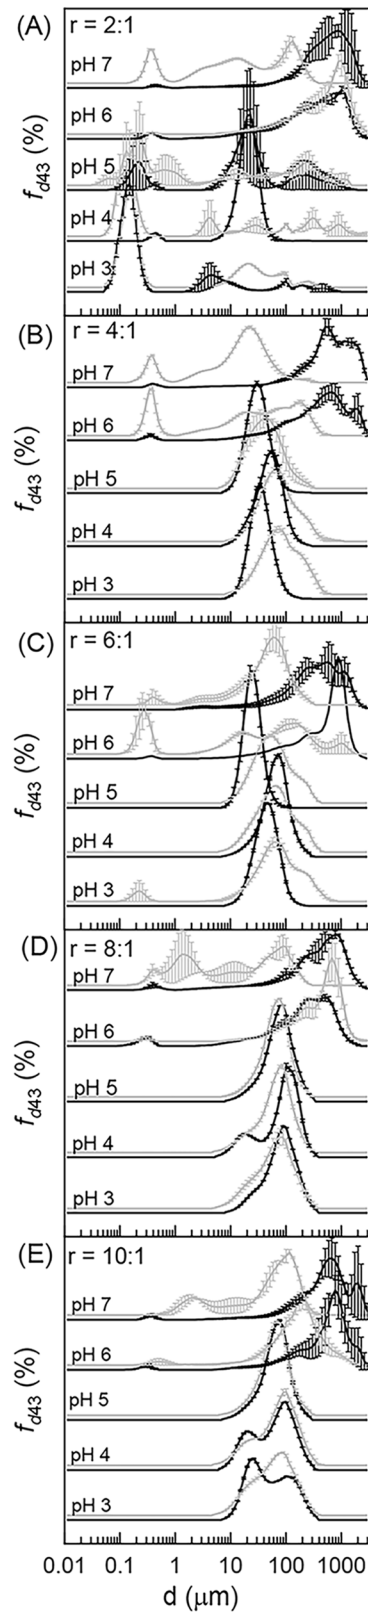 (A) r = 2:1
pH 7
pH 6
pH 5
pH 4
pH 3
fd43 (%)
(B) r = 4:1
pH 7
pH 6
pH 5
pH 4
pH 3
fd43 (%)
(C) r = 6:1
pH 7
pH 6
pH 5
pH 4
pH 3
fd43 (%)
(D) r = 8:1
pH 7
pH 6
pH 5
pH 4
pH 3
fd43 (%)
(E) r = 10:1
pH 7
pH 6
pH 5
pH 4
pH 3
fd43 (%)
0.01 0.1 1 10 100 1000
d (μm)